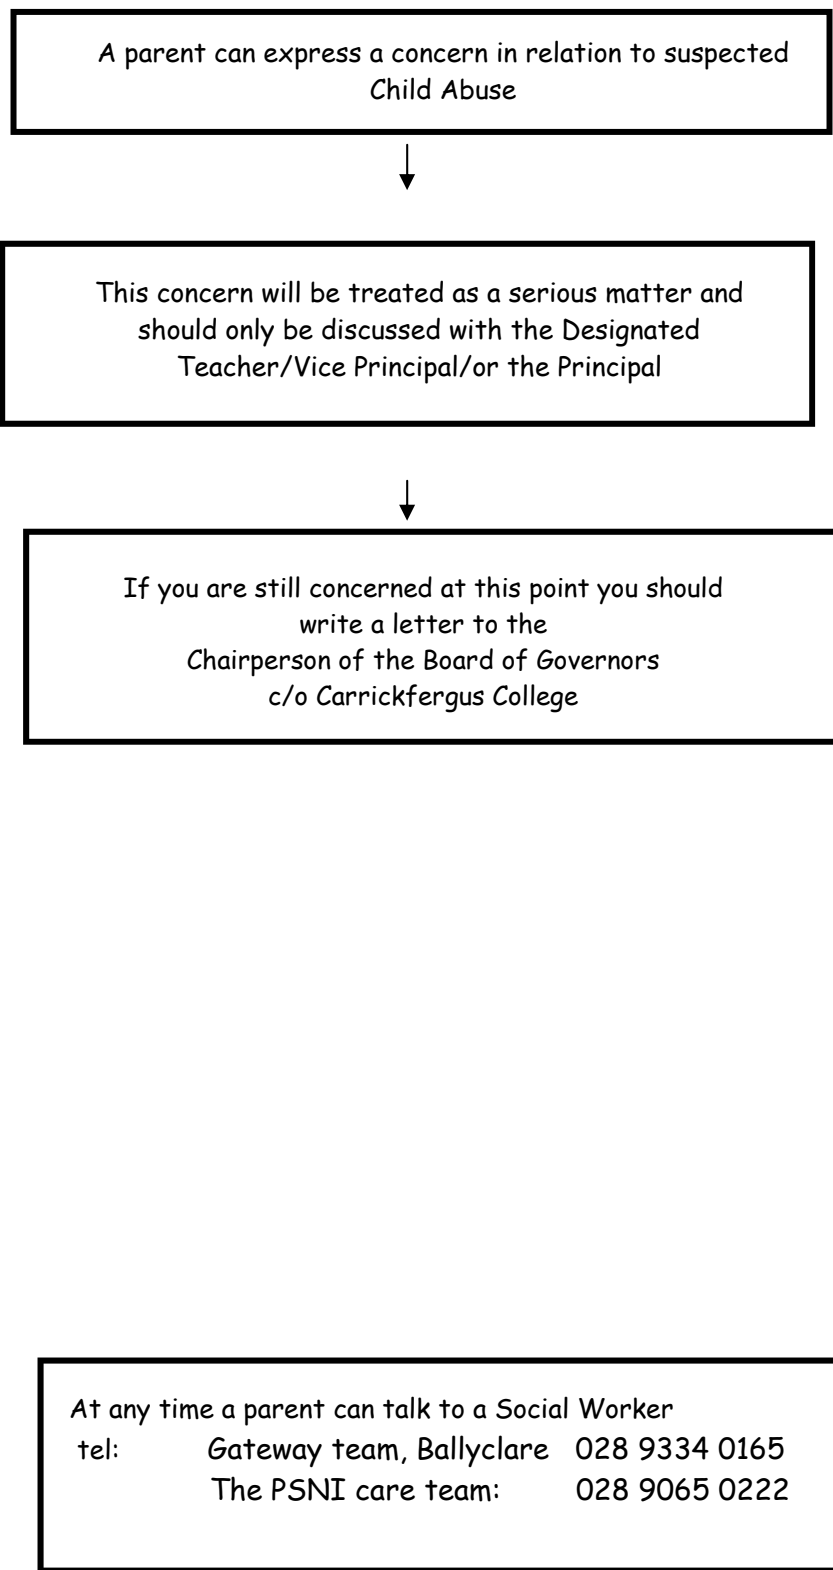 A parent can express a concern in relation to suspected
Child Abuse
This concern will be treated as a serious matter and
should only be discussed with the Designated
Teacher/Vice Principal/or the Principal
If you are still concerned at this point you should
write a letter to the
Chairperson of the Board of Governors
c/o Carrickfergus College
At any time a parent can talk to a Social Worker
tel: Gateway team, Ballyclare 028 9334 0165
The PSNI care team: 028 9065 0222